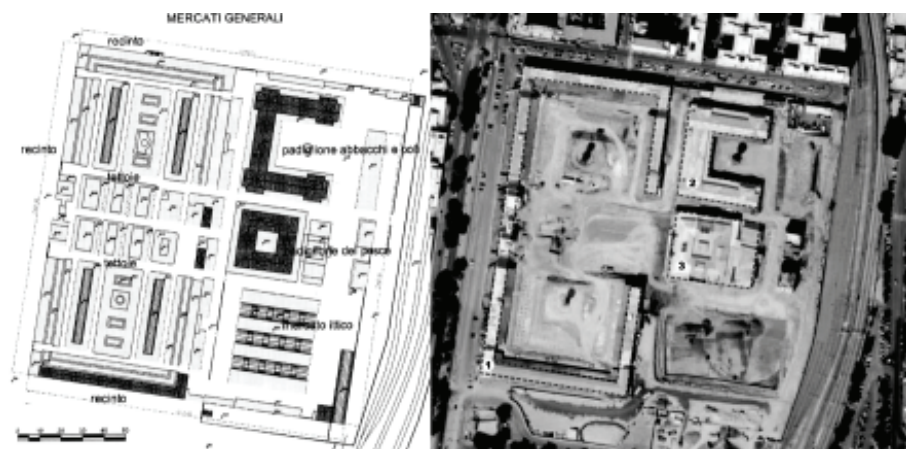 MERCATI GENERALI
recinto
padiglione abbacchi e polli
recinto
tettoie
padiglione del pesce
tettoie
mercato ittico
recinto
2
3
1